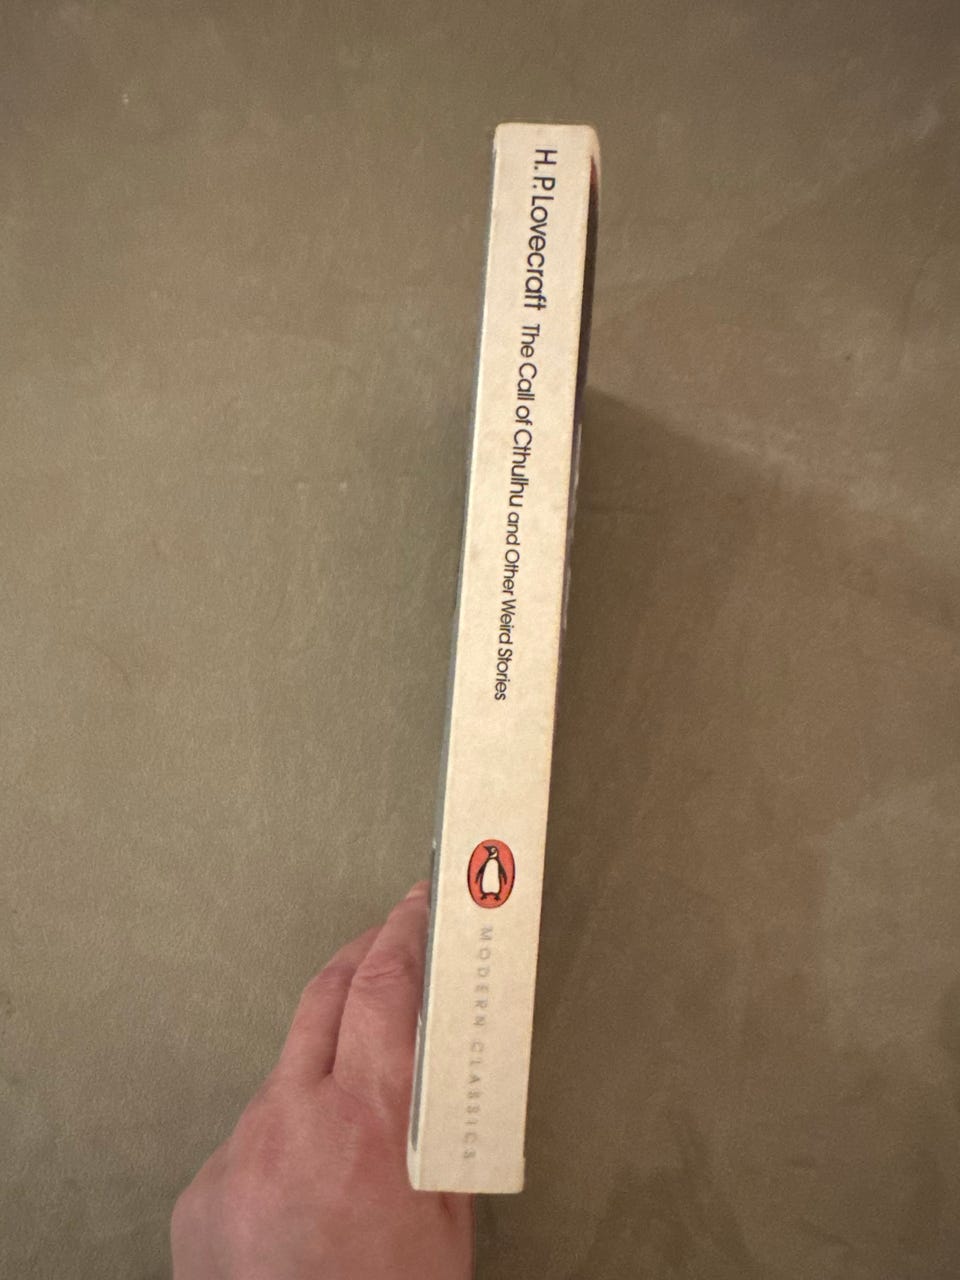 H. P. Lovecraft The Call of Cthulhu and Other Weird Stories
MODERN CLASSICS